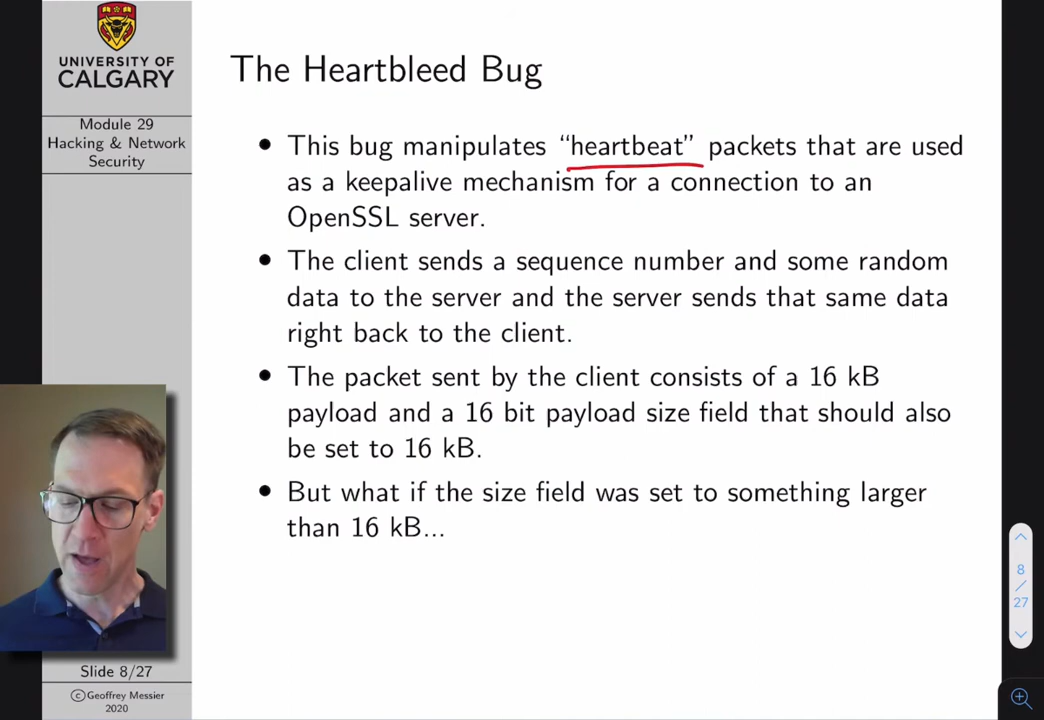 UNIVERSITY OF
CALGARY
Module 29
Hacking & Network
Security
The Heartbleed Bug
• This bug manipulates “heartbeat” packets that are used
as a keepalive mechanism for a connection to an
OpenSSL server.
• The client sends a sequence number and some random
data to the server and the server sends that same data
right back to the client.
• The packet sent by the client consists of a 16 kB
payload and a 16 bit payload size field that should also
be set to 16 kB.
• But what if the size field was set to something larger
than 16 kB...
Slide 8/27
©Geoffrey Messier
2020
8
/
27